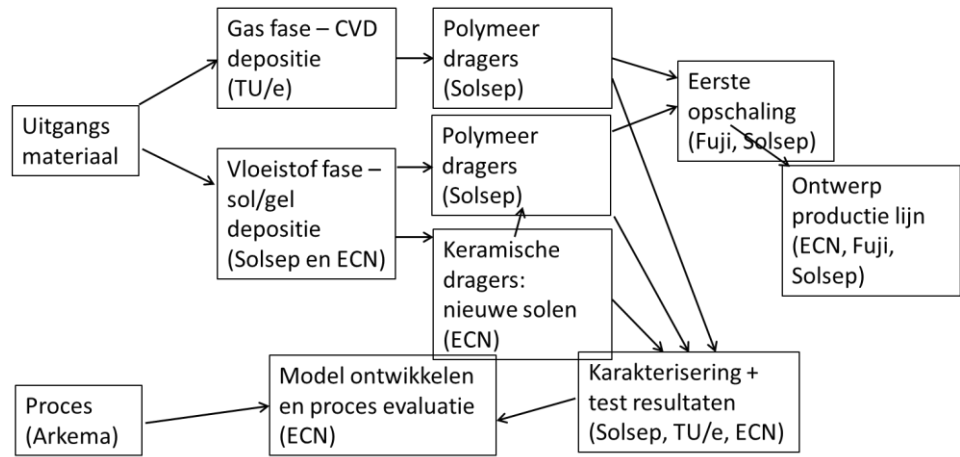 Uitgangs
materiaal
Gas fase – CVD
depositie
(TU/e)
Polymeer
dragers
(Solsep)
Vloeistof fase –
sol/gel
depositie
(Solsep en ECN)
Polymeer
dragers
(Solsep)
Keramische
dragers:
nieuwe solen
(ECN)
Eerste
opschaling
(Fuji, Solsep)
Ontwerp
productie lijn
(ECN, Fuji,
Solsep)
Proces
(Arkema)
Model ontwikkelen
en proces evaluatie
(ECN)
Karakterisering +
test resultaten
(Solsep, TU/e, ECN)